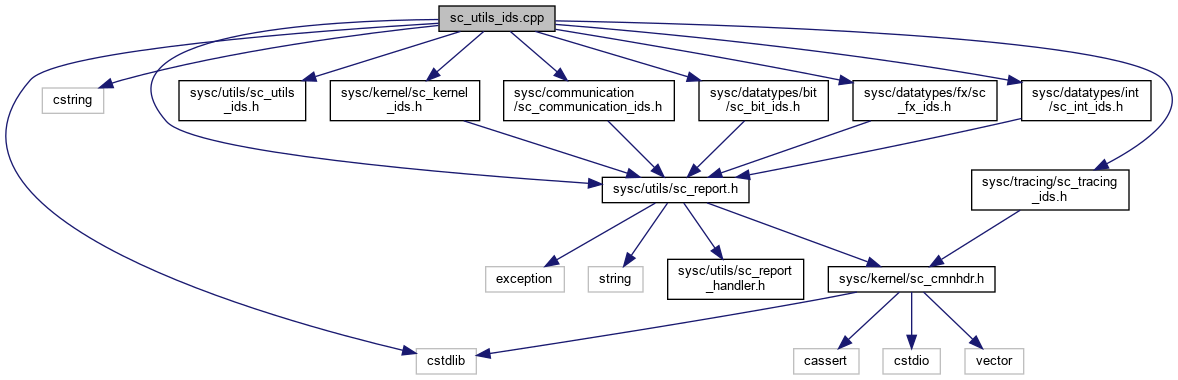 sc_utils_ids.cpp
cstring
sysc/utils/sc_utils
_ids.h
sysc/kernel/sc_kernel
_ids.h
sysc/communication
/sc_communication_ids.h
sysc/datatypes/bit
/sc_bit_ids.h
sysc/datatypes/fx/sc
_fx_ids.h
sysc/datatypes/int
/sc_int_ids.h
sysc/utils/sc_report.h
sysc/tracing/sc_tracing
_ids.h
exception
string
sysc/utils/sc_report
_handler.h
sysc/kernel/sc_cmnhdr.h
cstdlib
cassert
cstdio
vector